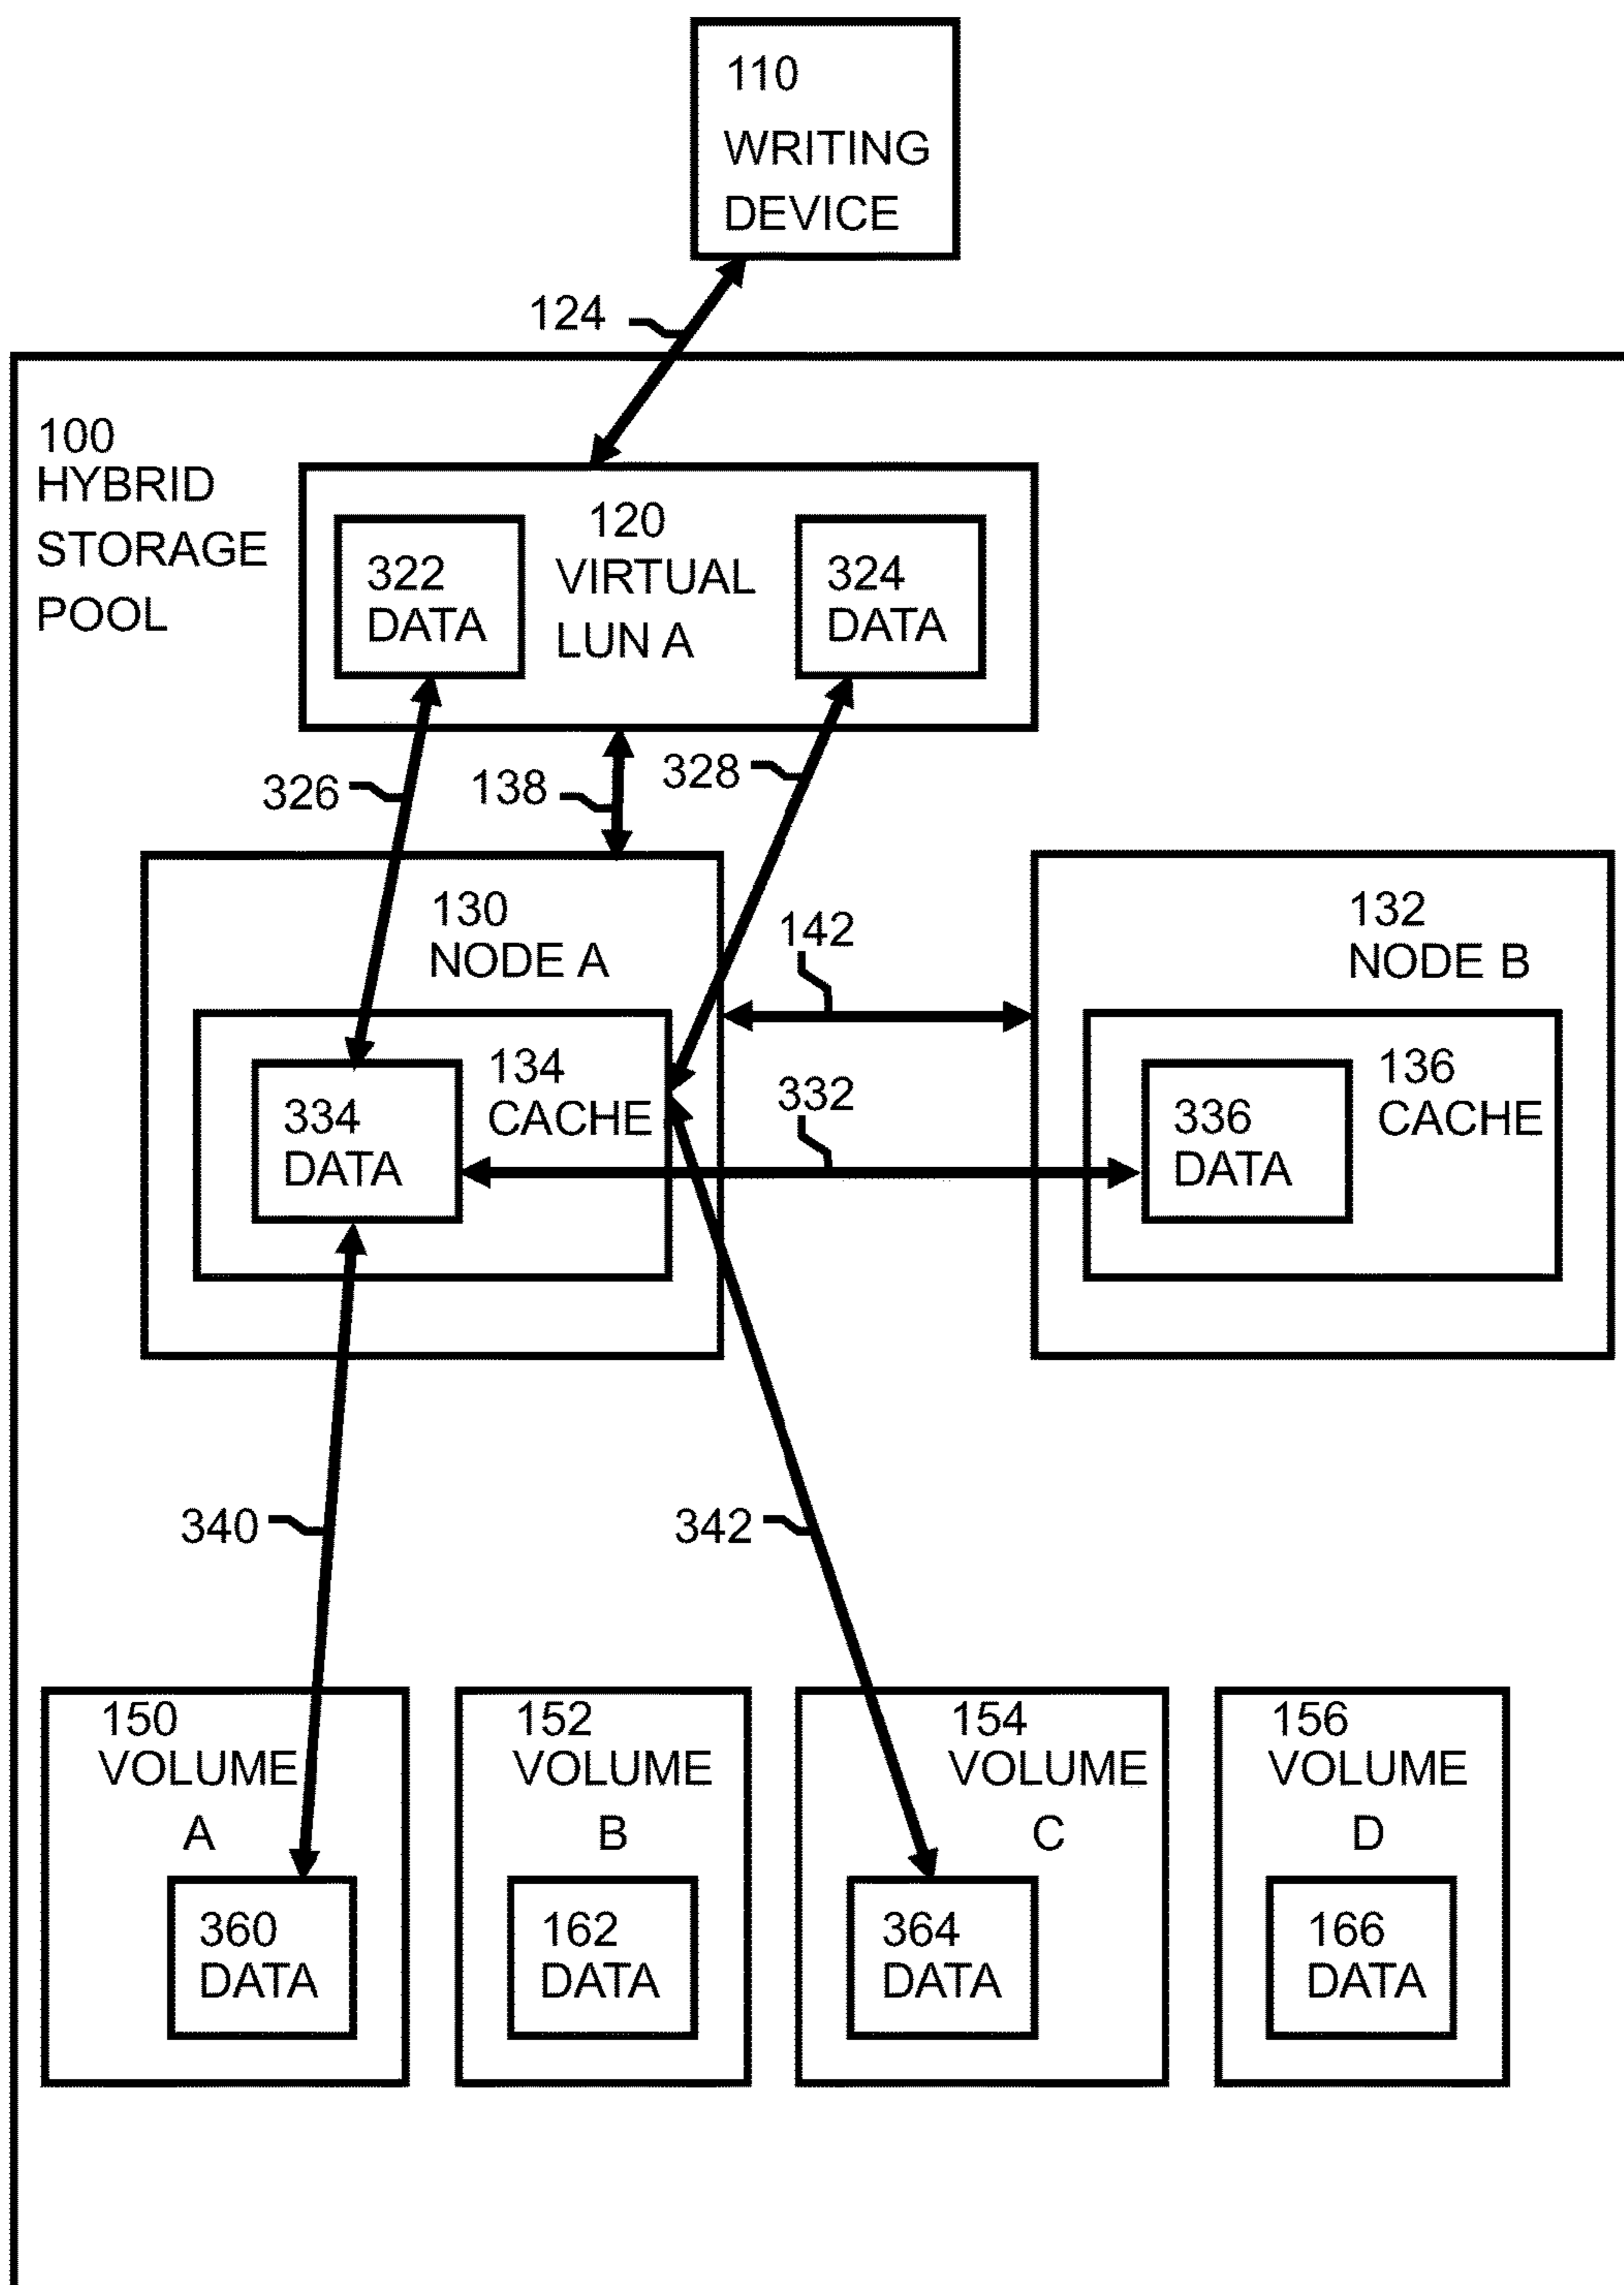 110
WRITING
DEVICE
124
100
HYBRID
STORAGE
POOL
322
DATA
120
VIRTUAL
LUN A
324
DATA
326
138
328
130
NODE A
142
132
NODE B
134
CACHE
334
DATA
332
136
CACHE
336
DATA
340
342
150
VOLUME
A
360
DATA
152
VOLUME
B
162
DATA
154
VOLUME
C
364
DATA
156
VOLUME
D
166
DATA